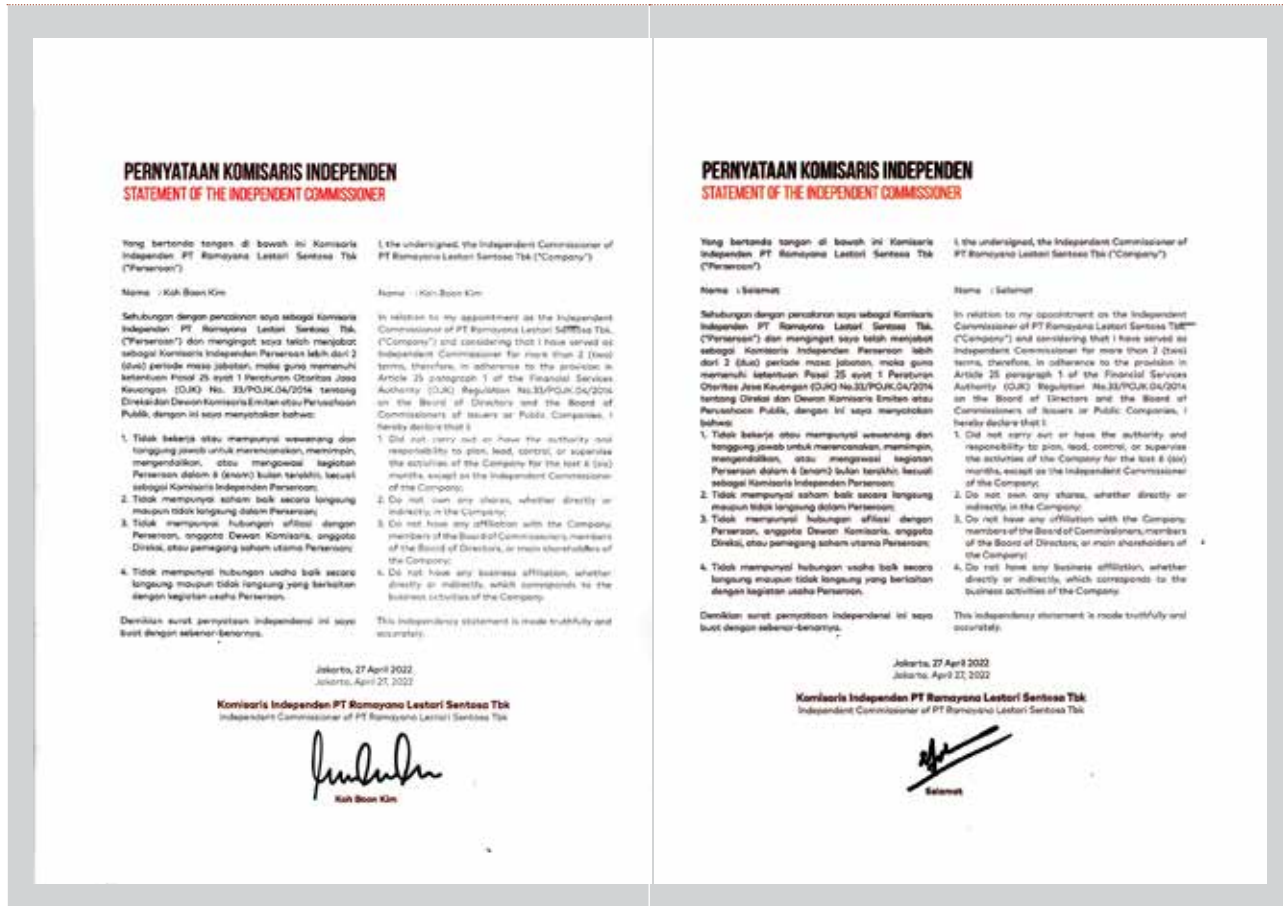 PERNYATAAN KOMISARIS INDEPENDEN
STATEMENT OF THE INDEPENDENT COMMISSIONER
Yang bertanda tangan di bawah ini Komisaris
Independen PT Ramayana Lestari Sentosa Tbk
("Perseroan")
Nama : Koh Boon Kim
Sehubungan dengan pencalonan saya sebagai Komisaris
Independen PT Ramayana Lestari Sentosa Tbk.
("Perseroan") dan mengingat saya telah menjabat
sebagai Komisaris Independen Perseroan lebih dari 2
(dua) periode masa jabatan, maka guna memenuhi
ketentuan Pasal 25 ayat 1 Peraturan Otoritas Jasa
Keuangan (OJK) No. 33/POJK.04/2014 tentang
Direksi dan Dewan Komisaris Emiten atau Perusahaan
Publik, dengan ini saya menyatakan bahwa:
1. Tidak bekerja atau mempunyai wewenang dan
tanggung jawab untuk merencanakan, memimpin,
mengendalikan, atau mengawasi kegiatan
Perseroan dalam 6 (enam) bulan terakhir, kecuali
sebagai Komisaris Independen Perseroan;
2. Tidak mempunyai saham baik secara langsung
maupun tidak langsung dalam Perseroan;
3. Tidak mempunyai hubungan afiliasi dengan
Perseroan, anggota Dewan Komisaris, anggota
Direksi, atau pemegang saham utama Perseroan;
4. Tidak mempunyai hubungan usaha baik secara
langsung maupun tidak langsung yang berkaitan
dengan kegiatan usaha Perseroan.
Demikian surat pernyataan independensi ini saya
buat dengan sebenar-benarnya.
I, the undersigned, the Independent Commissioner of
PT Ramayana Lestari Sentosa Tbk ("Company")
Name : Koh Boon Kim
In relation to my appointment as the Independent
Commissioner of PT Ramayana Lestari Sentosa Tbk.
("Company") and considering that I have served as
Independent Commissioner for more than 2 (two)
terms, therefore, in adherence to the provision in
Article 25 paragraph 1 of the Financial Services
Authority (OJK) Regulation No.33/POJK.04/2014
on the Board of Directors and the Board of
Commissioners of Issuers or Public Companies, I
hereby declare that I:
1. Did not carry out or have the authority and
responsibility to plan, lead, control, or supervise
the activities of the Company for the last 6 (six)
months, except as the Independent Commissioner
of the Company;
2. Do not own any shares, whether directly or
indirectly, in the Company;
3. Do not have any affiliation with the Company,
members of the Board of Commissioners, members
of the Board of Directors, or main shareholders of
the Company;
4. Do not have any business affiliation, whether
directly or indirectly, which corresponds to the
business activities of the Company.
This independency statement is made truthfully and
accurately.
Jakarta, 27 April 2022
Jakarta, April 27, 2022
Komisaris Independen PT Ramayana Lestari Sentosa Tbk
Independent Commissioner of PT Ramayana Lestari Sentosa Tbk
Koh Boon Kim
PERNYATAAN KOMISARIS INDEPENDEN
STATEMENT OF THE INDEPENDENT COMMISSIONER
Yang bertanda tangan di bawah ini Komisaris
Independen PT Ramayana Lestari Sentosa Tbk
("Perseroan")
Nama : Selamat
Sehubungan dengan pencalonan saya sebagai Komisaris
Independen PT Ramayana Lestari Sentosa Tbk.
("Perseroan") dan mengingat saya telah menjabat
sebagai Komisaris Independen Perseroan lebih
dari 2 (dua) periode masa jabatan, maka guna
memenuhi ketentuan Pasal 25 ayat 1 Peraturan
Otoritas Jasa Keuangan (OJK) No.33/POJK.04/2014
tentang Direksi dan Dewan Komisaris Emiten atau
Perusahaan Publik, dengan ini saya menyatakan
bahwa:
1. Tidak bekerja atau mempunyai wewenang dan
tanggung jawab untuk merencanakan, memimpin,
mengendalikan, atau mengawasi kegiatan
Perseroan dalam 6 (enam) bulan terakhir, kecuali
sebagai Komisaris Independen Perseroan;
2. Tidak mempunyai saham baik secara langsung
maupun tidak langsung dalam Perseroan;
3. Tidak mempunyai hubungan afiliasi dengan
Perseroan, anggota Dewan Komisaris, anggota
Direksi, atau pemegang saham utama Perseroan;
4. Tidak mempunyai hubungan usaha baik secara
langsung maupun tidak langsung yang berkaitan
dengan kegiatan usaha Perseroan.
Demikian surat pernyataan independensi ini saya
buat dengan sebenar-benarnya.
I, the undersigned, the Independent Commissioner of
PT Ramayana Lestari Sentosa Tbk ("Company")
Name : Selamat
In relation to my appointment as the Independent
Commissioner of PT Ramayana Lestari Sentosa Tbk.
("Company") and considering that I have served as
Independent Commissioner for more than 2 (two)
terms, therefore, in adherence to the provision in
Article 25 paragraph 1 of the Financial Services
Authority (OJK) Regulation No.33/POJK.04/2014
on the Board of Directors and the Board of
Commissioners of Issuers or Public Companies, I
hereby declare that I:
1. Did not carry out or have the authority and
responsibility to plan, lead, control, or supervise
the activities of the Company for the last 6 (six)
months, except as the Independent Commissioner
of the Company;
2. Do not own any shares, whether directly or
indirectly, in the Company;
3. Do not have any affiliation with the Company,
members of the Board of Commissioners, members
of the Board of Directors, or main shareholders of
the Company;
4. Do not have any business affiliation, whether
directly or indirectly, which corresponds to the
business activities of the Company.
This independency statement is made truthfully and
accurately.
Jakarta, 27 April 2022
Jakarta, April 27, 2022
Komisaris Independen PT Ramayana Lestari Sentosa Tbk
Independent Commissioner of PT Ramayana Lestari Sentosa Tbk
Selamat